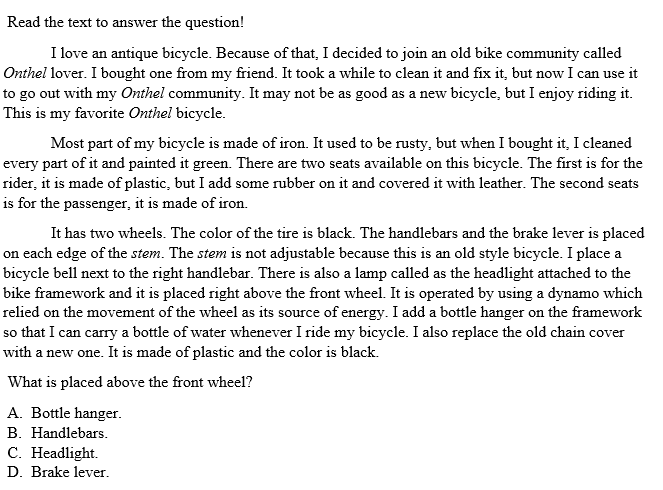 Read the text to answer the question!
I love an antique bicycle. Because of that, I decided to join an old bike community called
Onthel lover. I bought one from my friend. It took a while to clean it and fix it, but now I can use it
to go out with my Onthel community. It may not be as good as a new bicycle, but I enjoy riding it.
This is my favorite Onthel bicycle.
Most part of my bicycle is made of iron. It used to be rusty, but when I bought it, I cleaned
every part of it and painted it green. There are two seats available on this bicycle. The first is for the
rider, it is made of plastic, but I add some rubber on it and covered it with leather. The second seats
is for the passenger, it is made of iron.
It has two wheels. The color of the tire is black. The handlebars and the brake lever is placed
on each edge of the stem. The stem is not adjustable because this is an old style bicycle. I place a
bicycle bell next to the right handlebar. There is also a lamp called as the headlight attached to the
bike framework and it is placed right above the front wheel. It is operated by using a dynamo which
relied on the movement of the wheel as its source of energy. I add a bottle hanger on the framework
so that I can carry a bottle of water whenever I ride my bicycle. I also replace the old chain cover
with a new one. It is made of plastic and the color is black.
What is placed above the front wheel?
A. Bottle hanger.
B. Handlebars.
C. Headlight.
D. Brake lever.